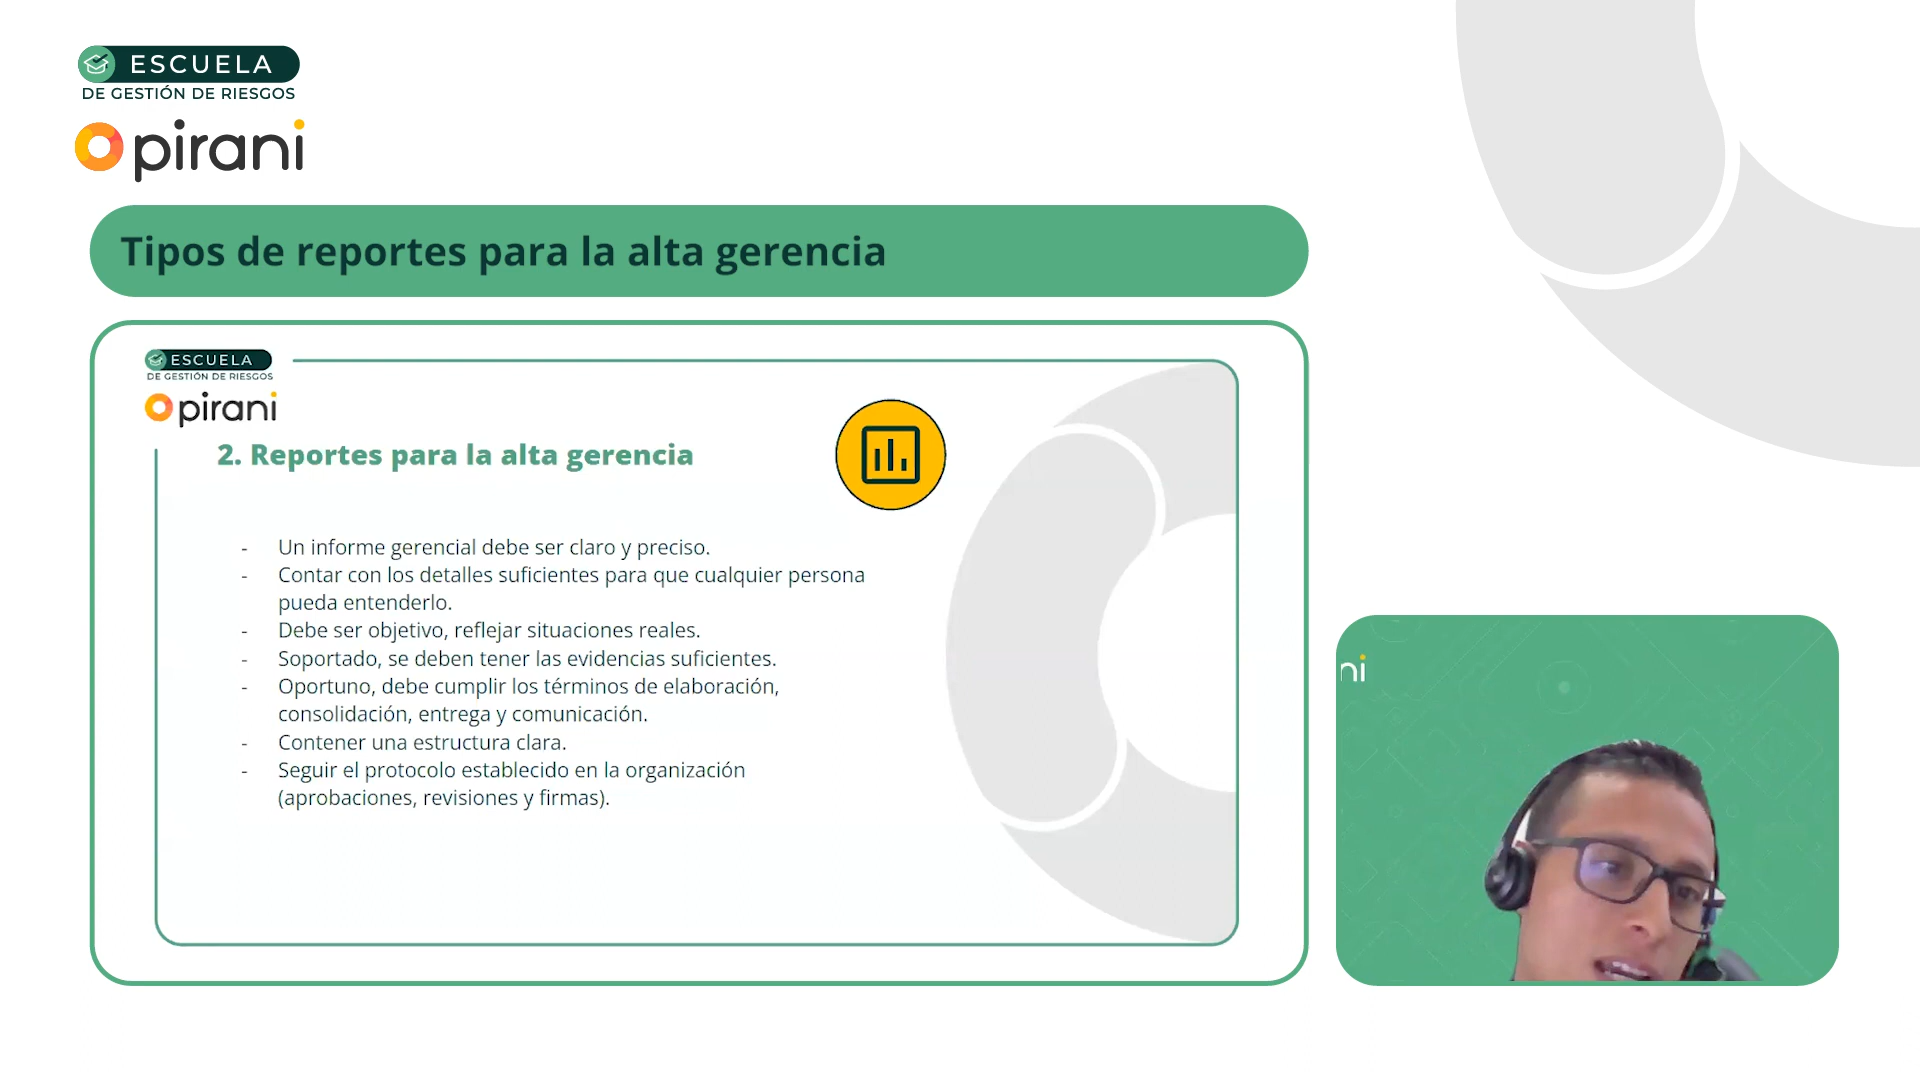 ESCUELA
DE GESTIÓN DE RIESGOS
pirani
Tipos de reportes para la alta gerencia
ESCUELA
DE GESTIÓN DE RIESGOS
pirani
2. Reportes para la alta gerencia
- Un informe gerencial debe ser claro y preciso.
- Contar con los detalles suficientes para que cualquier persona
pueda entenderlo.
- Debe ser objetivo, reflejar situaciones reales.
- Soportado, se deben tener las evidencias suficientes.
- Oportuno, debe cumplir los términos de elaboración,
consolidación, entrega y comunicación.
- Contener una estructura clara.
- Seguir el protocolo establecido en la organización
(aprobaciones, revisiones y firmas).
ni